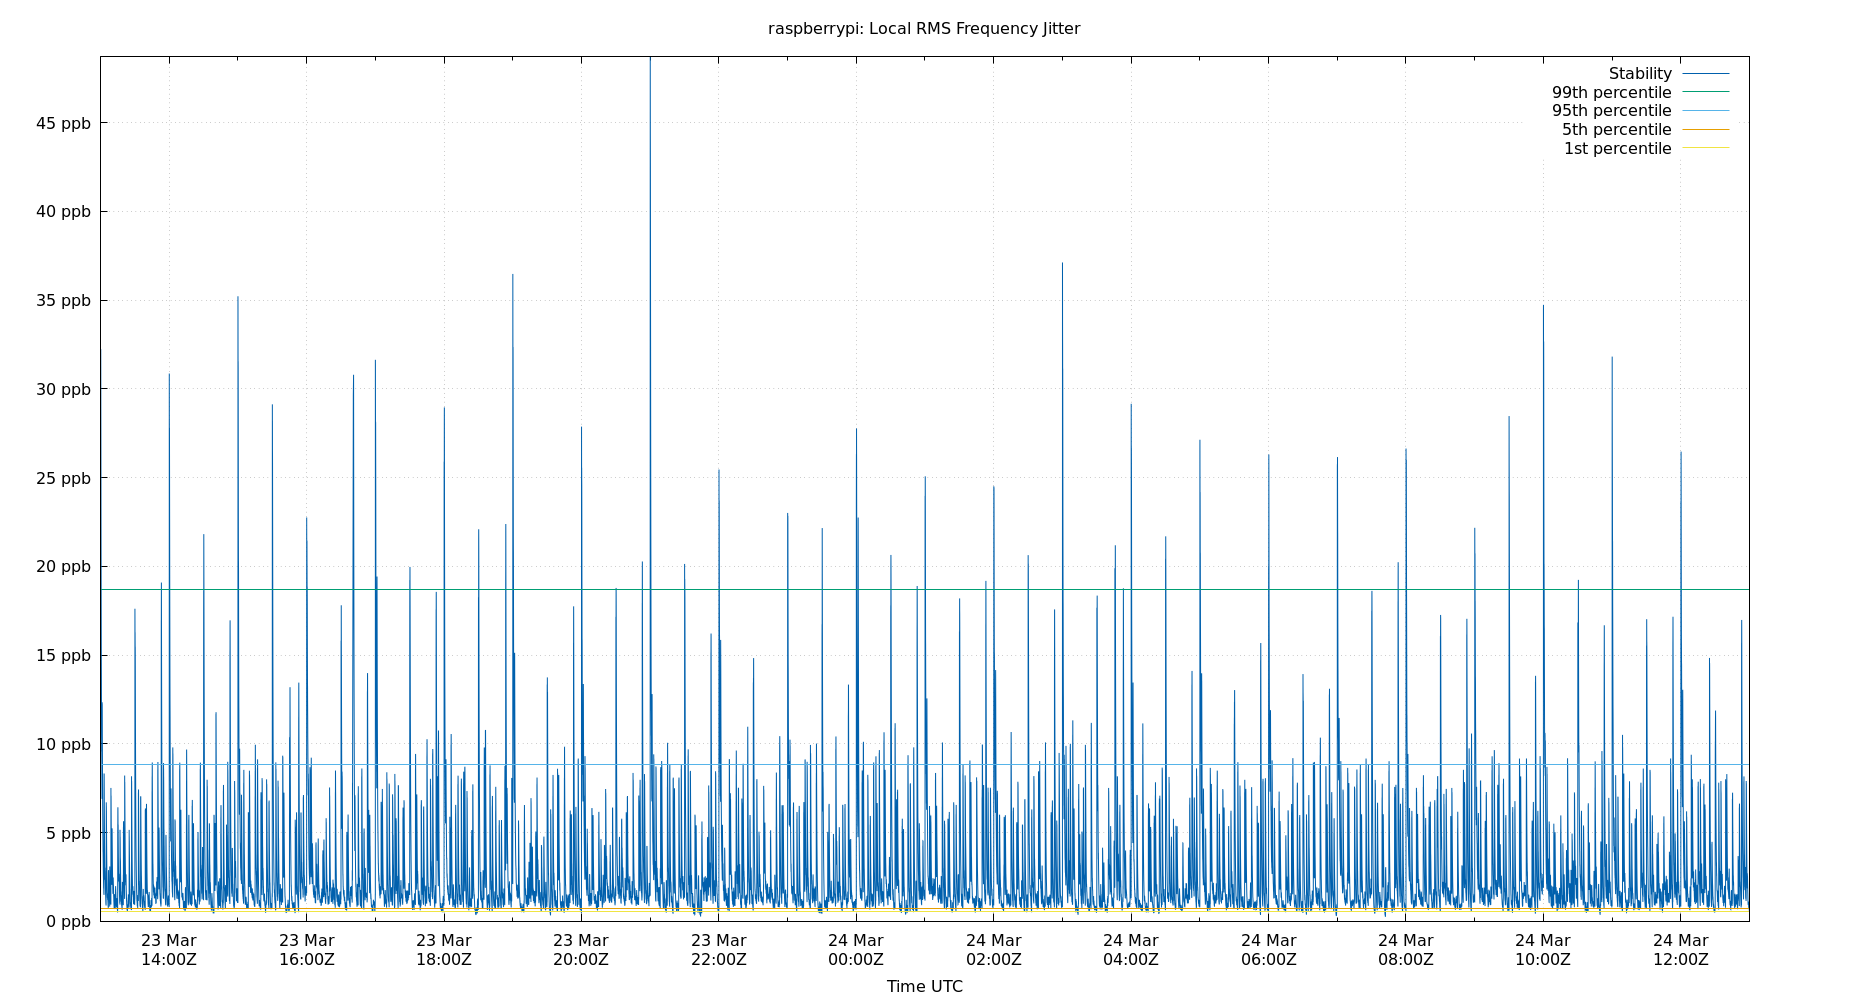 raspberrypi: Local RMS Frequency Jitter
Stability
99th percentile
95th percentile
5th percentile
1st percentile
45 ppb
40 ppb
35 ppb
30 ppb
25 ppb
20 ppb
15 ppb
10 ppb
5 ppb
0 ppb
23 Mar 23 Mar 23 Mar 23 Mar 23 Mar 24 Mar 24 Mar 24 Mar 24 Mar 24 Mar 24 Mar 24 Mar
14:00Z 16:00Z 18:00Z 20:00Z 22:00Z 00:00Z 02:00Z 04:00Z 06:00Z 08:00Z 10:00Z 12:00Z
Time UTC